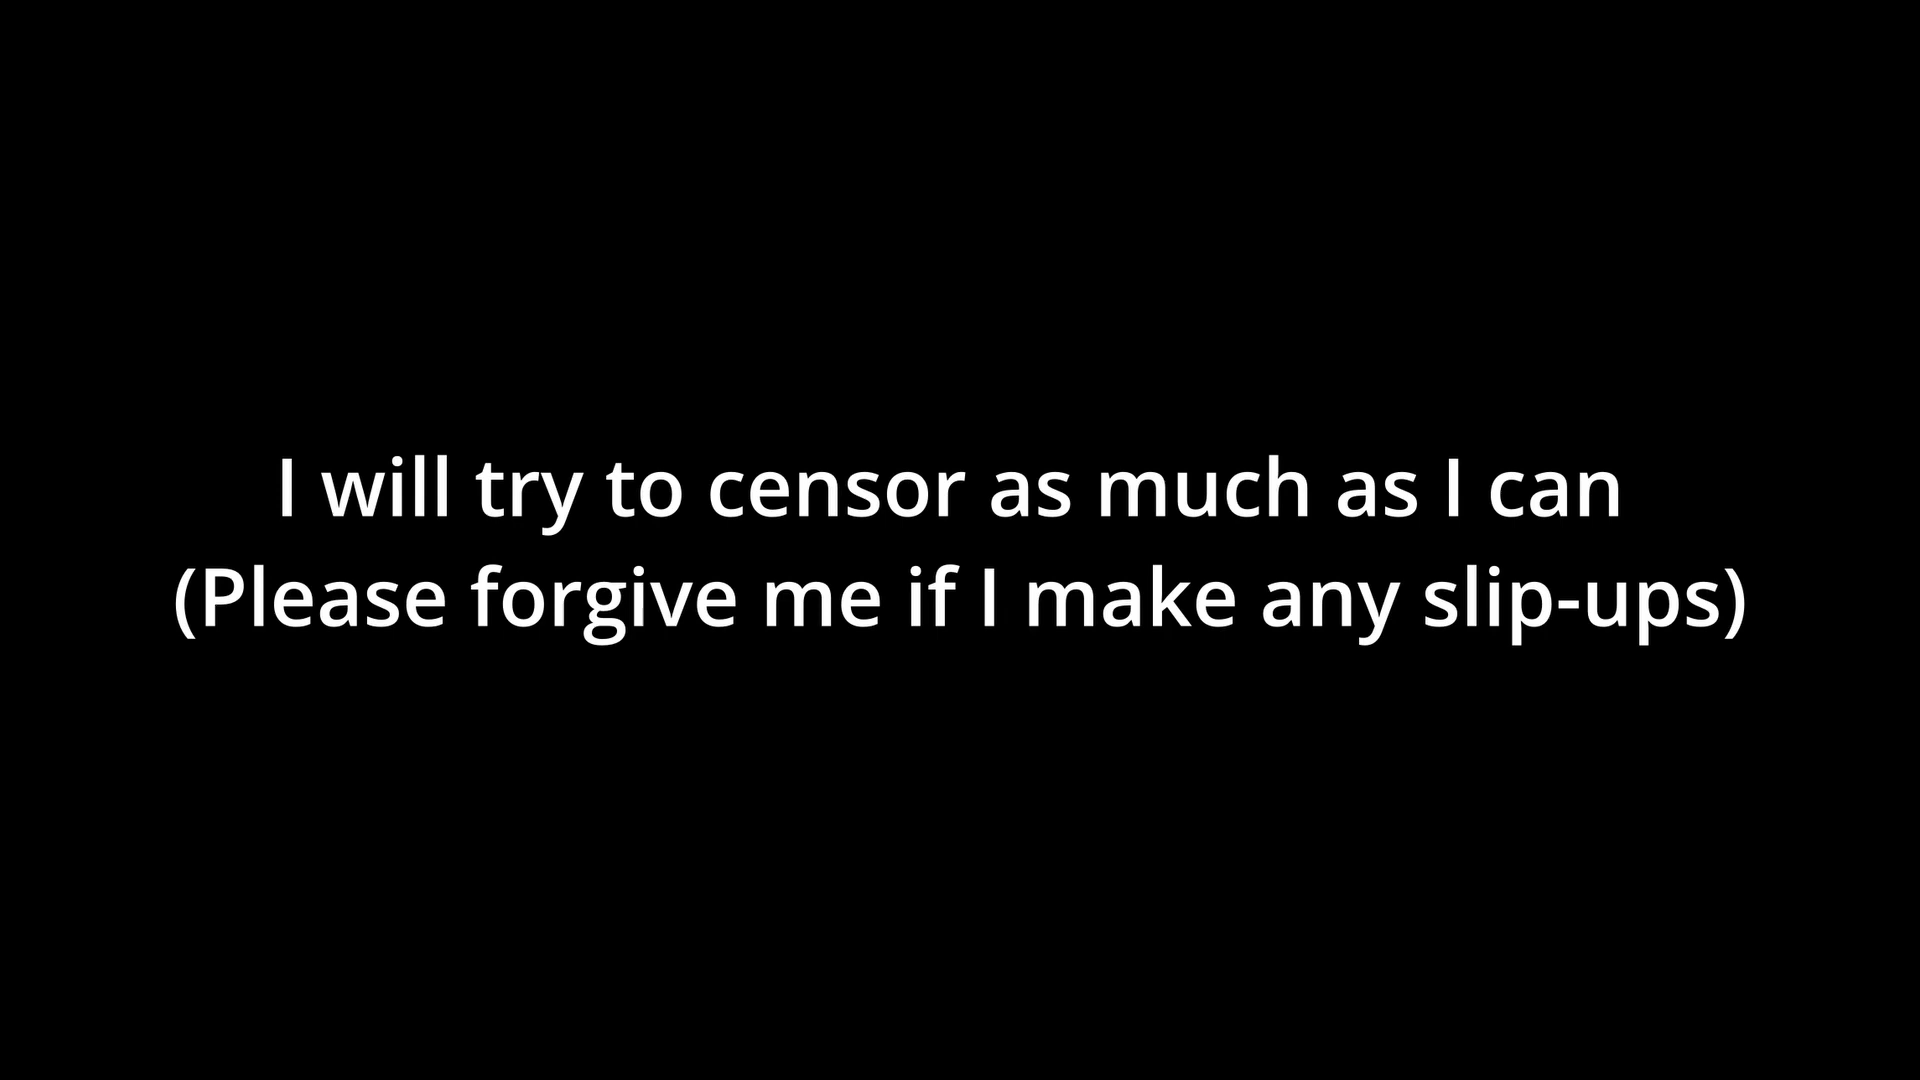 I will try to censor as much as I can
(Please forgive me if I make any slip-ups)